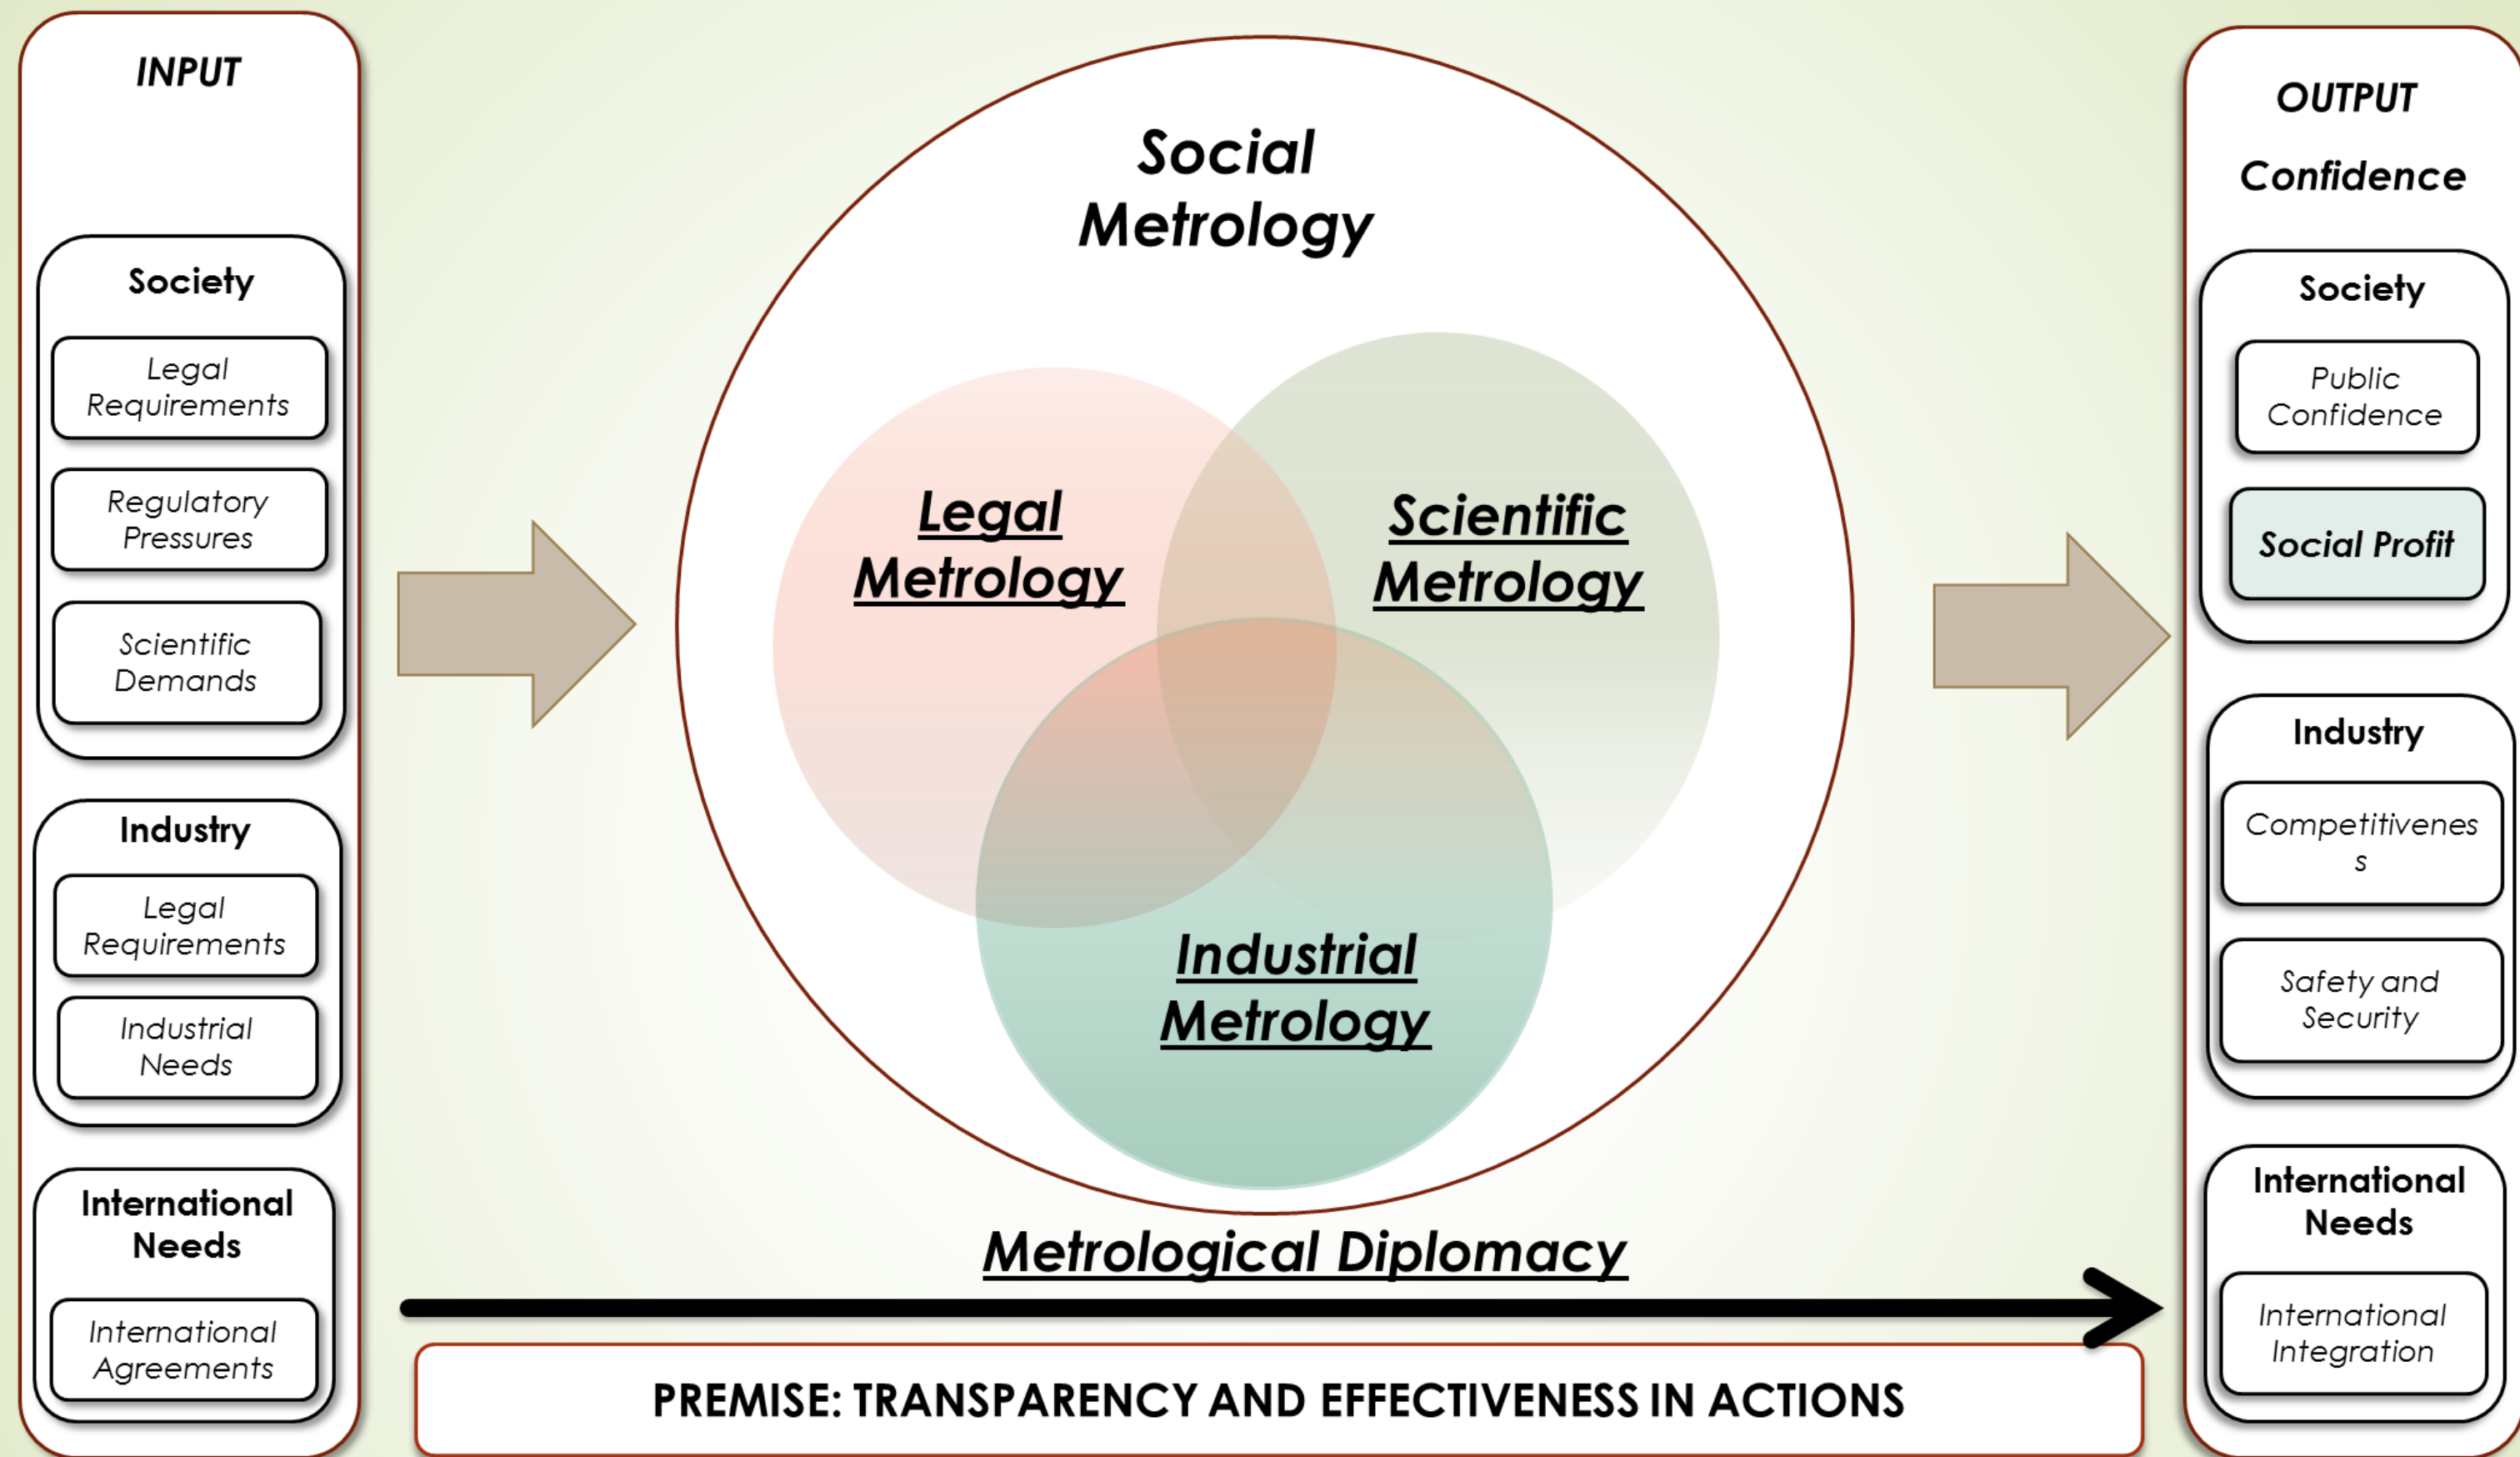 INPUT
Society
Legal
Requirements
Regulatory
Pressures
Scientific
Demands
Industry
Legal
Requirements
Industrial
Needs
International
Needs
International
Agreements
Social
Metrology
Legal
Metrology
Scientific
Metrology
Industrial
Metrology
Metrological Diplomacy
PREMISE: TRANSPARENCY AND EFFECTIVENESS IN ACTIONS
OUTPUT
Confidence
Society
Public
Confidence
Social Profit
Industry
Competitivenes
s
Safety and
Security
International
Needs
International
Integration